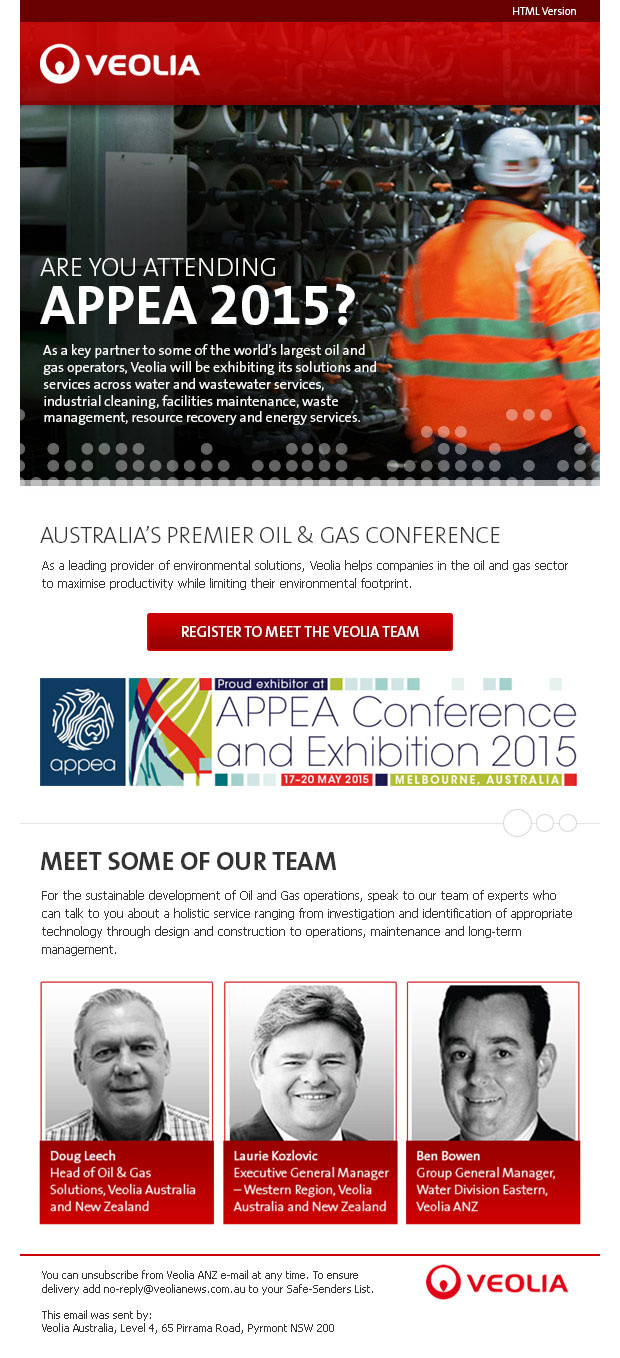 HTML Version
VEOLIA
ARE YOU ATTENDING
APPEA 2015?
As a key partner to some of the world's largest oil and
gas operators, Veolia will be exhibiting its solutions and
services across water and wastewater services,
industrial cleaning, facilities maintenance, waste
management, resource recovery and energy services.
AUSTRALIA'S PREMIER OIL & GAS CONFERENCE
As a leading provider of environmental solutions, Veolia helps companies in the oil and gas sector
to maximise productivity while limiting their environmental footprint.
REGISTER TO MEET THE VEOLIA TEAM
appea
Proud exhibitor at
APPEA Conference
and Exhibition 2015
17-20 MAY 2015 MELBOURNE, AUSTRALIA
MEET SOME OF OUR TEAM
For the sustainable development of Oil and Gas operations, speak to our team of experts who
can talk to you about a holistic service ranging from investigation and identification of appropriate
technology through design and construction to operations, maintenance and long-term
management.
Doug Leech
Head of Oil & Gas
Solutions, Veolia Australia
and New Zealand
Laurie Kozlovic
Executive General Manager
– Western Region, Veolia
Australia and New Zealand
Ben Bowen
Group General Manager,
Water Division Eastern,
Veolia ANZ
You can unsubscribe from Veolia ANZ e-mail at any time. To ensure
delivery add no-reply@veolianews.com.au to your Safe-Senders List.
This email was sent by:
Veolia Australia, Level 4, 65 Pirrama Road, Pyrmont NSW 200
VEOLIA